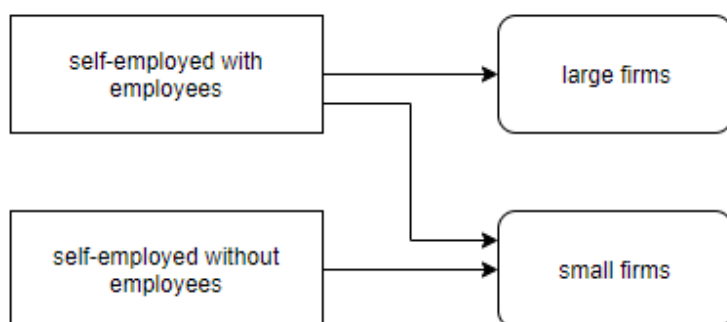 self-employed with
employees
large firms
self-employed without
employees
small firms